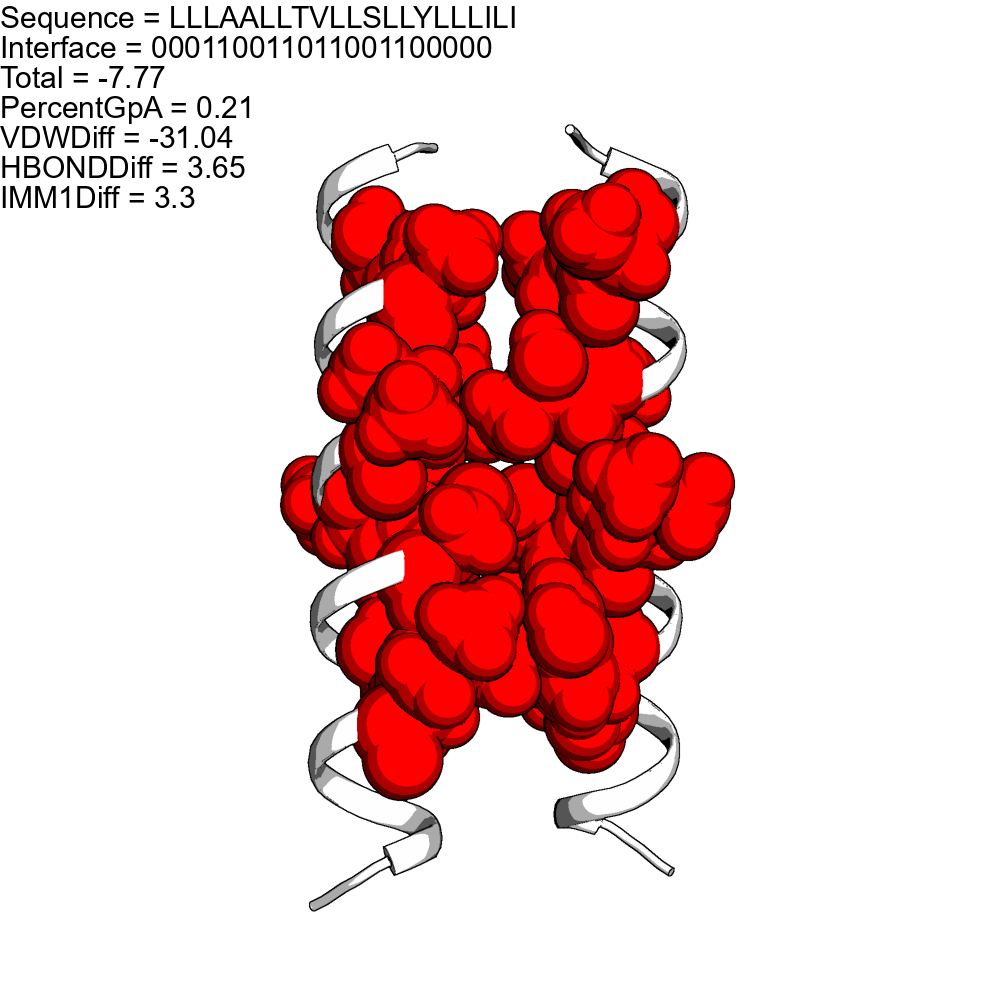 Sequence = LLLAALLTVLLSLLYLLLILI
Interface = 000110011011001100000
Total = -7.77
PercentGpA = 0.21
VDWDiff = -31.04
HBONDDiff = 3.65
IMM1Diff = 3.3